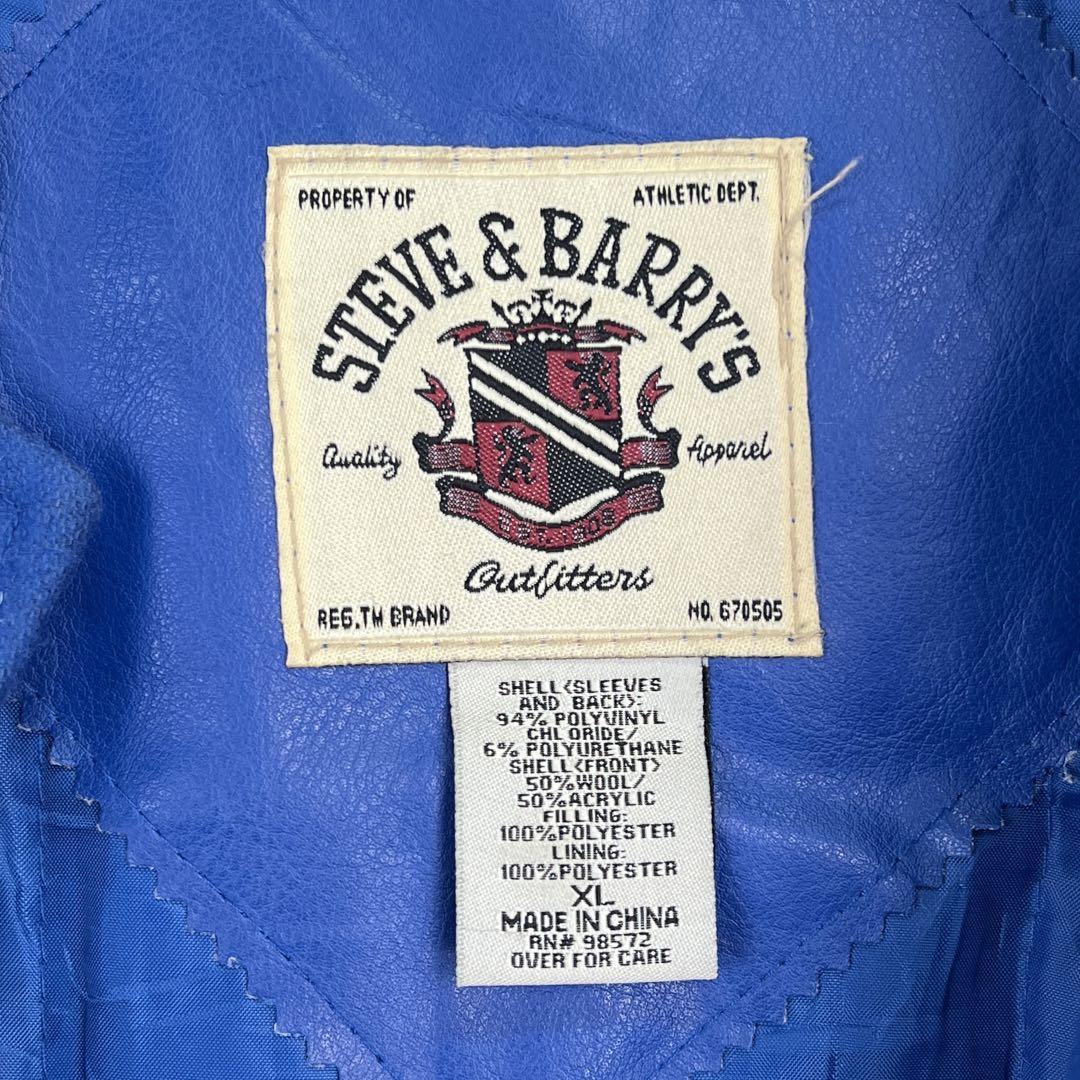 PROPERTY OF ATHLETIC DEPT.
STEVE & BARRY'S
Quality Apparel
EST. 1808
Outfitters
REG.TM BRAND NO. 670505
SHELL<SLEEVES
AND BACK>:
94% POLYVINYL
CHLORIDE/
6% POLYURETHANE
SHELL<FRONT>
50%WOOL/
50%ACRYLIC
FILLING:
100%POLYESTER
LINING:
100%POLYESTER
XL
MADE IN CHINA
RN# 98572
OVER FOR CARE